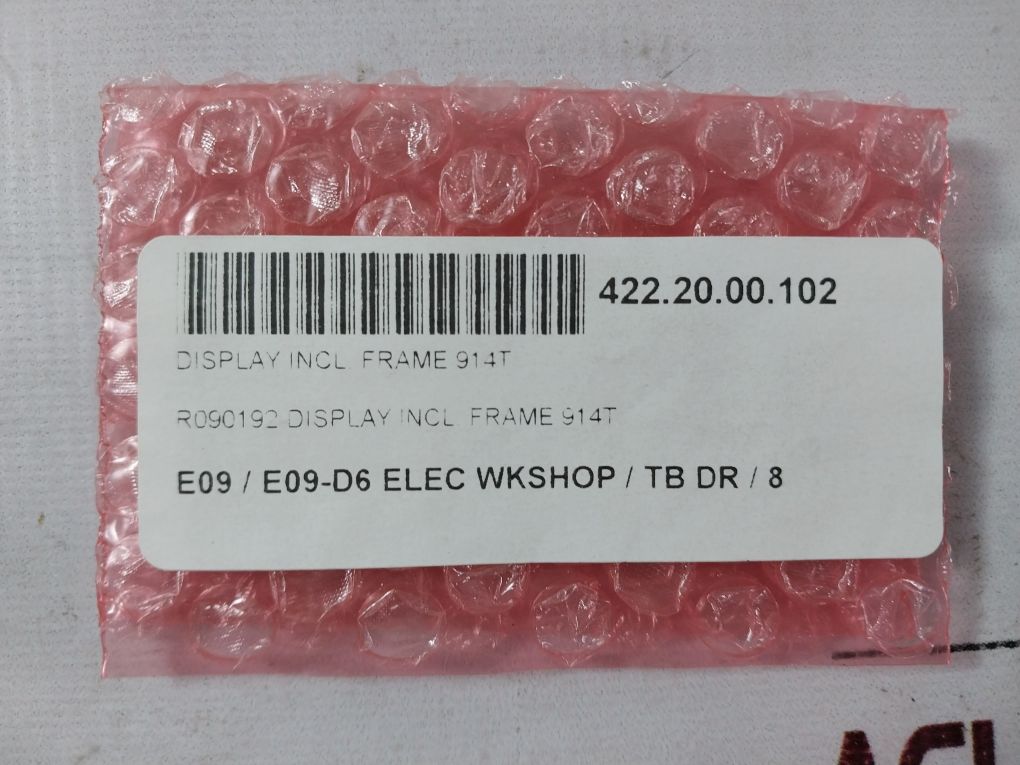 422.20.00.102
DISPLAY INCL. FRAME 914T
R090192 DISPLAY INCL. FRAME 914T
E09 / E09-D6 ELEC WKSHOP / TB DR / 8